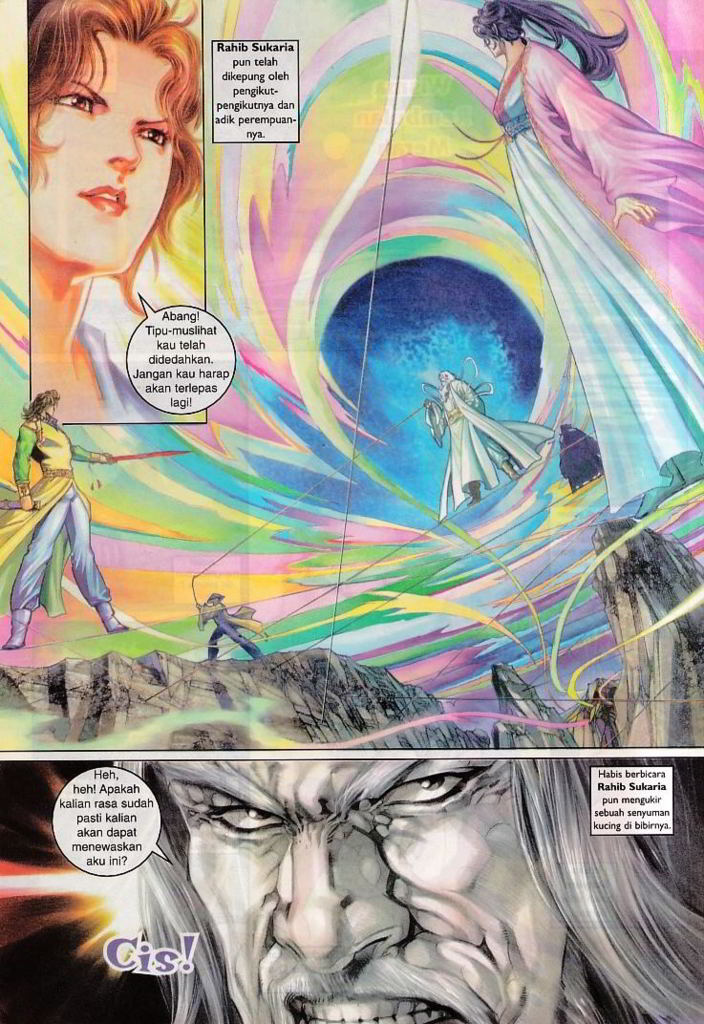 Rahib Sukaria
pun telah
dikepung oleh
pengikut-
pengikutnya dan
adik perempuan-
nya.
Abang!
Tipu-muslihat
kau telah
didedahkan.
Jangan kau harap
akan terlepas
lagi!
Heh,
heh! Apakah
kalian rasa sudah
pasti kalian
akan dapat
menewaskan
aku ini?
Habis berbicara
Rahib Sukaria
pun mengukir
sebuah senyuman
kucing di bibirnya.
Cis!